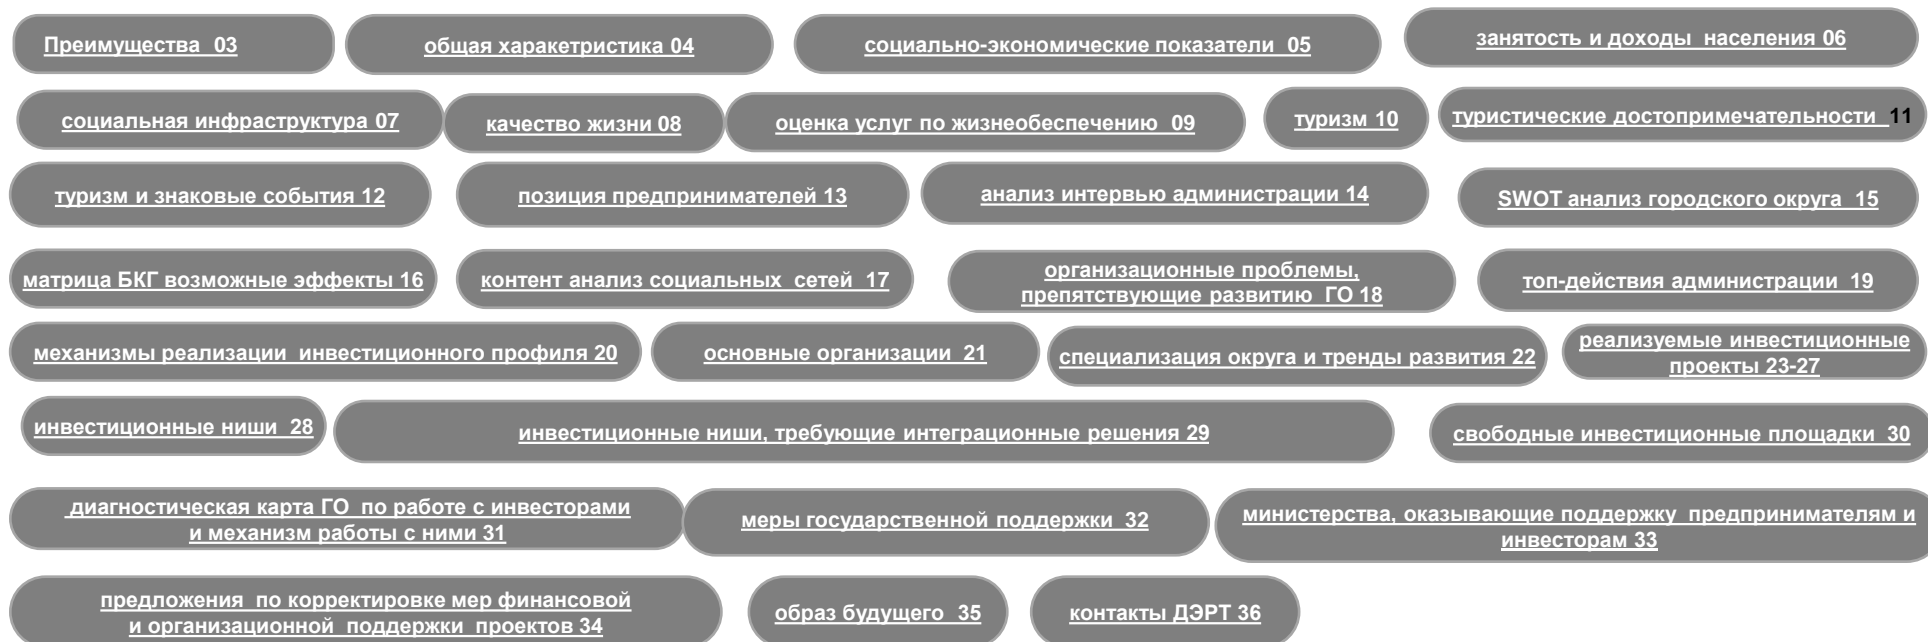 Преимущества 03
общая характеристика 04
социально-экономические показатели 05
занятость и доходы населения 06
социальная инфраструктура 07
качество жизни 08
оценка услуг по жизнеобеспечению 09
туризм 10
туристические достопримечательности 11
туризм и знаковые события 12
позиция предпринимателей 13
анализ интервью администрации 14
SWOT анализ городского округа 15
матрица БКГ возможные эффекты 16
контент анализ социальных сетей 17
организационные проблемы,
препятствующие развитию ГО 18
топ-действия администрации 19
механизмы реализации инвестиционного профиля 20
основные организации 21
специализация округа и тренды развития 22
реализуемые инвестиционные
проекты 23-27
инвестиционные ниши 28
инвестиционные ниши, требующие интеграционные решения 29
свободные инвестиционные площадки 30
диагностическая карта ГО по работе с инвесторами
и механизм работы с ними 31
меры государственной поддержки 32
министерства, оказывающие поддержку предпринимателям и
инвесторам 33
предложения по корректировке мер финансовой
и организационной поддержки проектов 34
образ будущего 35
контакты ДЭРТ 36